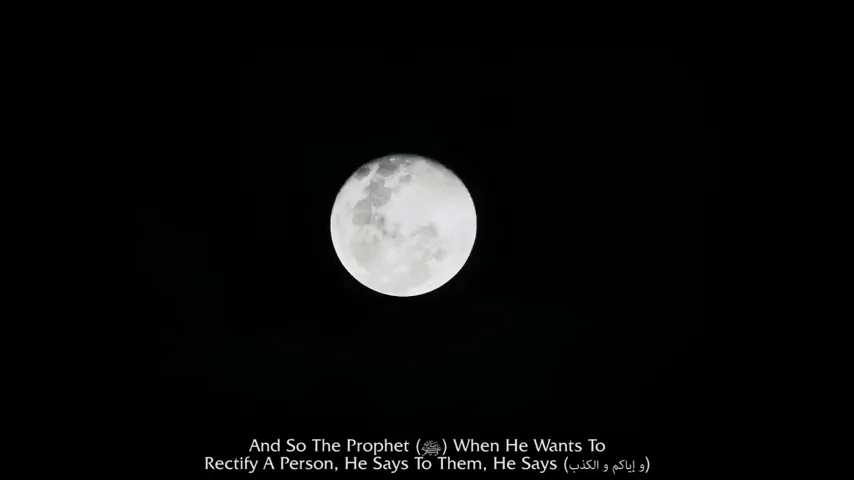 And So The Prophet (ﷺ) When He Wants To
Rectify A Person, He Says To Them, He Says (و إياكم و الكذب)